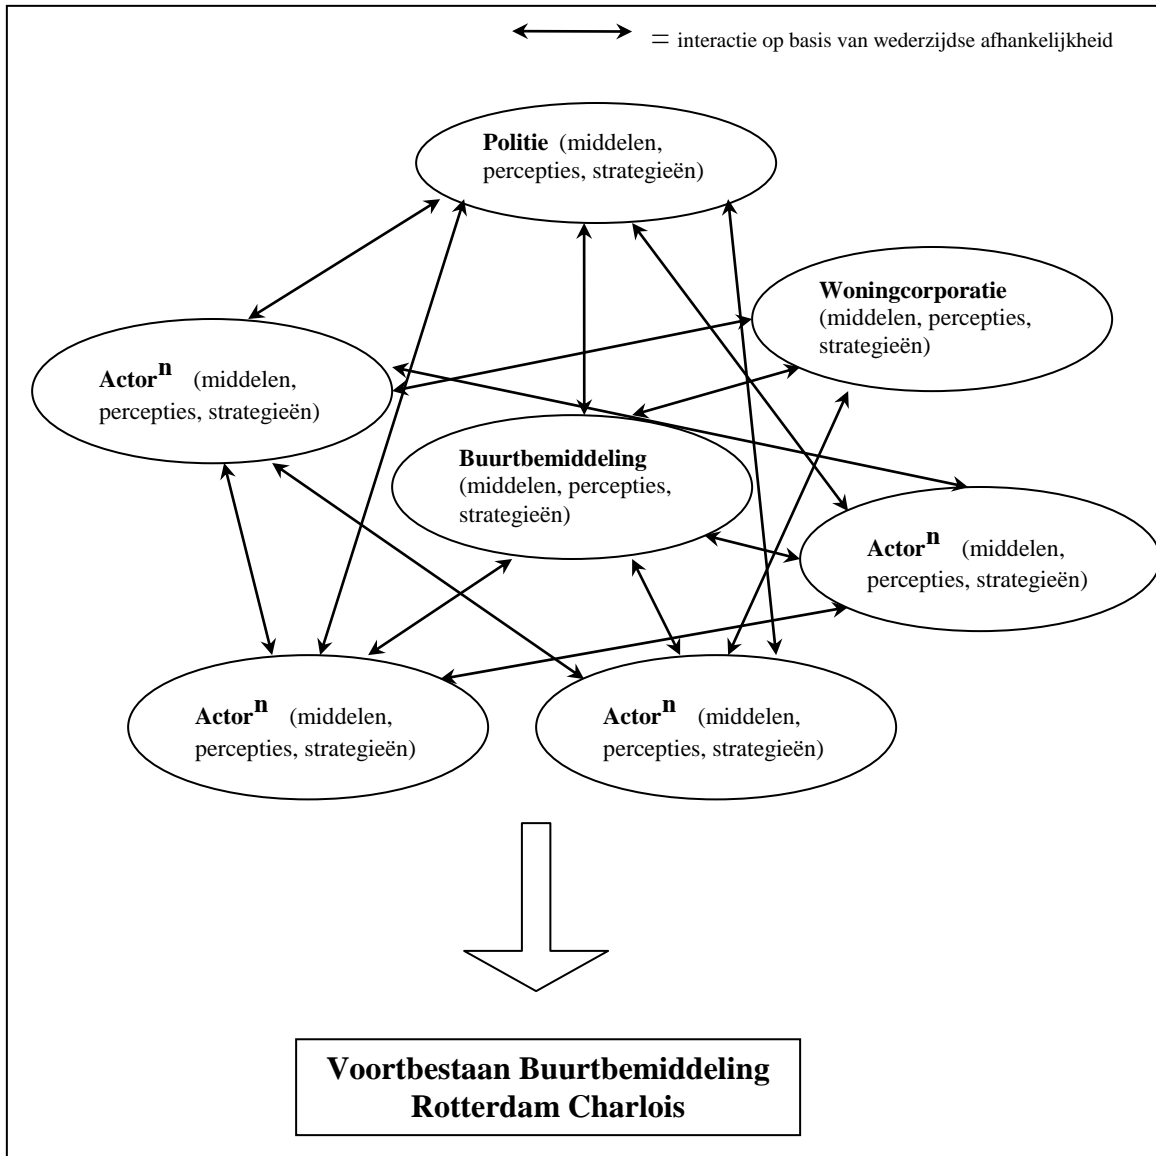 = interactie op basis van wederzijdse afhankelijkheid
Politie (middelen,
percepties, strategieën)
Woningcorporatie
(middelen, percepties,
strategieën)
Actorⁿ (middelen,
percepties, strategieën)
Buurtbemiddeling
(middelen, percepties,
strategieën)
Actorⁿ (middelen,
percepties, strategieën)
Actorⁿ (middelen,
percepties, strategieën)
Actorⁿ (middelen,
percepties, strategieën)
Voortbestaan Buurtbemiddeling
Rotterdam Charlois